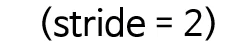 (stride = 2)